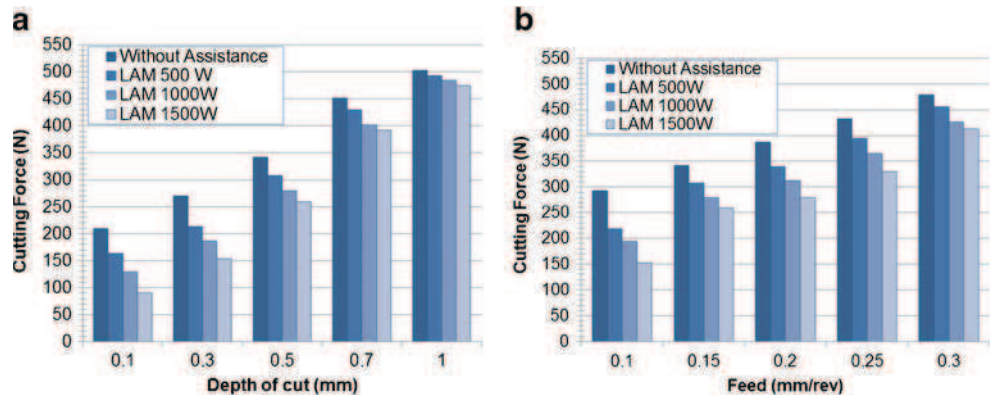 a
550
500
450
400
350
300
250
200
150
100
50
0
Cutting Force (N)
Without Assistance
LAM 500 W
LAM 1000W
LAM 1500W
0.1 0.3 0.5 0.7 1
Depth of cut (mm)
b
550
500
450
400
350
300
250
200
150
100
50
0
Cutting Force (N)
Without Assistance
LAM 500W
LAM 1000W
LAM 1500W
0.1 0.15 0.2 0.25 0.3
Feed (mm/rev)